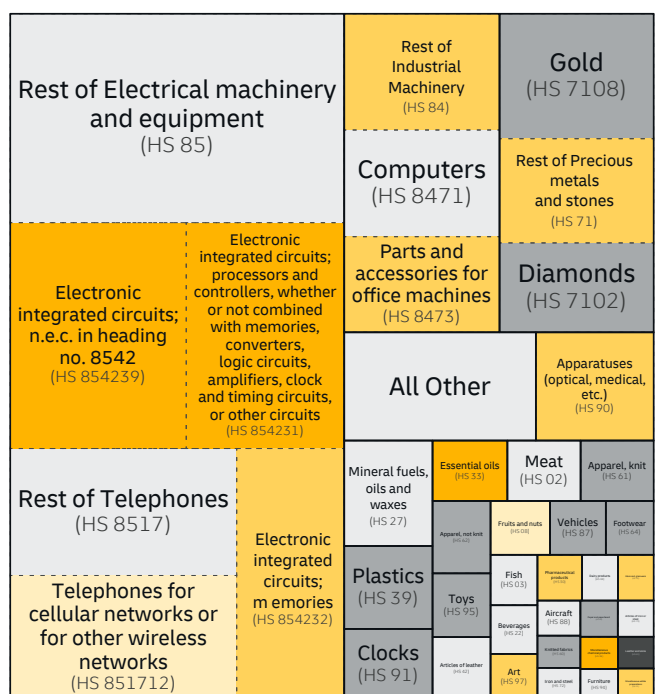 Rest of Electrical machinery
and equipment
(HS 85)
Electronic
integrated circuits;
n.e.c. in heading
no. 8542
(HS 854239)
Electronic
integrated circuits;
processors and
controllers, whether
or not combined
with memories,
converters,
logic circuits,
amplifiers, clock
and timing circuits,
or other circuits
(HS 854231)
Rest of Telephones
(HS 8517)
Telephones for
cellular networks or
for other wireless
networks
(HS 851712)
Electronic
integrated
circuits;
m emories
(HS 854232)
Rest of
Industrial
Machinery
(HS 84)
Computers
(HS 8471)
Parts and
accessories for
office machines
(HS 8473)
Gold
(HS 7108)
Rest of Precious
metals
and stones
(HS 71)
Diamonds
(HS 7102)
All Other
Apparatuses
(optical, medical,
etc.)
(HS 90)
Mineral fuels,
oils and
waxes
(HS 27)
Plastics
(HS 39)
Clocks
(HS 91)
Essential oils
(HS 33)
Meat
(HS 02)
Apparel, knit
(HS 61)
Apparel, not knit
(HS 62)
Fruits and nuts
(HS 08)
Vehicles
(HS 87)
Footwear
(HS 64)
Toys
(HS 95)
Articles of leather
(HS 42)
Fish
(HS 03)
Beverages
(HS 22)
Art
(HS 97)
Pharmaceutical
products
Aircraft
(HS 88)
Knitted fabrics
Iron and steel
Furniture